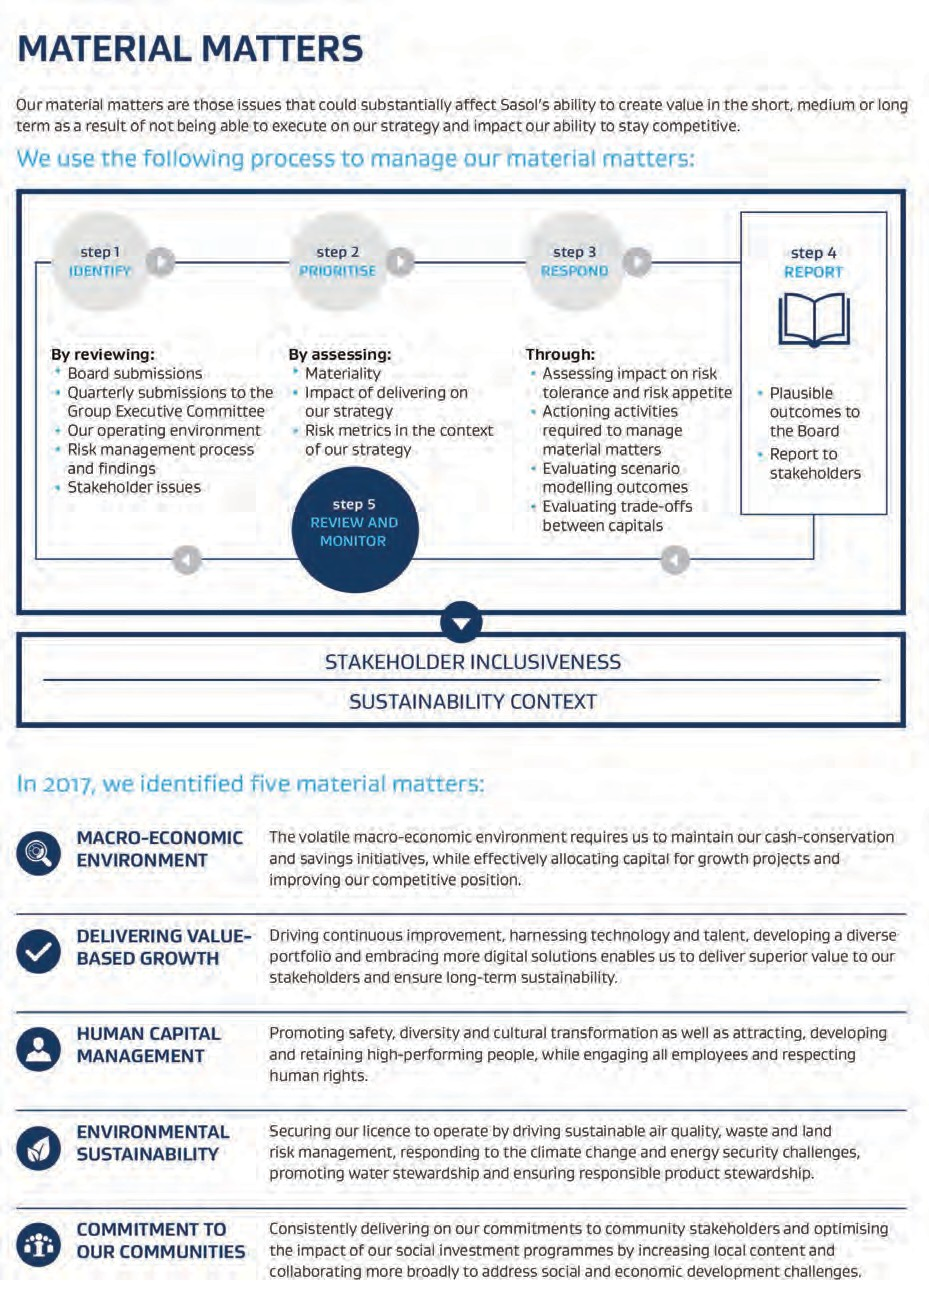 MATERIAL MATTERS
Our material matters are those issues that could substantially affect Sasol's ability to create value in the short, medium or long
term as a result of not being able to execute on our strategy and impact our ability to stay competitive.
We use the following process to manage our material matters:
step 1
IDENTIFY
By reviewing:
• Board submissions
• Quarterly submissions to the
Group Executive Committee
• Our operating environment
• Risk management process
and findings
• Stakeholder issues
step 2
PRIORITISE
By assessing:
• Materiality
• Impact of delivering on
our strategy
• Risk metrics in the context
of our strategy
step 3
RESPOND
Through:
• Assessing impact on risk
tolerance and risk appetite
• Actioning activities
required to manage
material matters
• Evaluating scenario
modelling outcomes
• Evaluating trade-offs
between capitals
step 4
REPORT
• Plausible
outcomes to
the Board
• Report to
stakeholders
step 5
REVIEW AND
MONITOR
STAKEHOLDER INCLUSIVENESS
SUSTAINABILITY CONTEXT
In 2017, we identified five material matters:
MACRO-ECONOMIC
ENVIRONMENT
The volatile macro-economic environment requires us to maintain our cash-conservation
and savings initiatives, while effectively allocating capital for growth projects and
improving our competitive position.
DELIVERING VALUE-
BASED GROWTH
Driving continuous improvement, harnessing technology and talent, developing a diverse
portfolio and embracing more digital solutions enables us to deliver superior value to our
stakeholders and ensure long-term sustainability.
HUMAN CAPITAL
MANAGEMENT
Promoting safety, diversity and cultural transformation as well as attracting, developing
and retaining high-performing people, while engaging all employees and respecting
human rights.
ENVIRONMENTAL
SUSTAINABILITY
Securing our licence to operate by driving sustainable air quality, waste and land
risk management, responding to the climate change and energy security challenges,
promoting water stewardship and ensuring responsible product stewardship.
COMMITMENT TO
OUR COMMUNITIES
Consistently delivering on our commitments to community stakeholders and optimising
the impact of our social investment programmes by increasing local content and
collaborating more broadly to address social and economic development challenges.